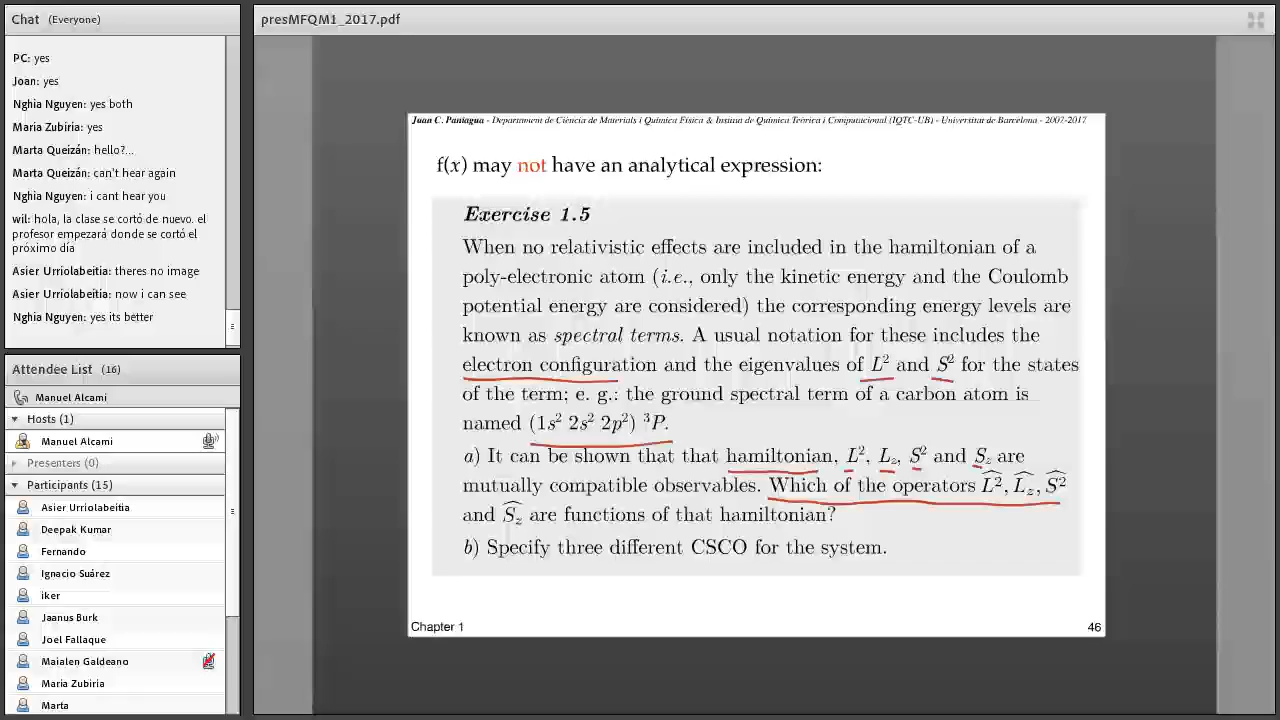 Chat (Everyone)
PC: yes
Joan: yes
Nghia Nguyen: yes both
Maria Zubiria: yes
Marta Queizán: hello?...
Marta Queizán: can't hear again
Nghia Nguyen: i cant hear you
wil: hola, la clase se cortó de nuevo. el
profesor empezará donde se cortó el
próximo día
Asier Urriolabeitia: theres no image
Asier Urriolabeitia: now i can see
Nghia Nguyen: yes its better
Attendee List (16)
Manuel Alcami
Hosts (1)
Manuel Alcami
Presenters (0)
Participants (15)
Asier Urriolabeitia
Deepak Kumar
Fernando
Ignacio Suárez
iker
Jaanus Burk
Joel Fallaque
Maialen Galdeano
Maria Zubiria
Marta
presMFQM1_2017.pdf
Juan C. Paniagua - Departament de Ciència de Materials i Química Física & Institut de Química Teòrica i Computacional (IQTC-UB) - Universitat de Barcelona - 2007-2017
f(x) may not have an analytical expression:
Exercise 1.5
When no relativistic effects are included in the hamiltonian of a
poly-electronic atom (i.e., only the kinetic energy and the Coulomb
potential energy are considered) the corresponding energy levels are
known as spectral terms. A usual notation for these includes the
electron configuration and the eigenvalues of L² and S² for the states
of the term; e. g.: the ground spectral term of a carbon atom is
named (1s² 2s² 2p²) ³P.
a) It can be shown that that hamiltonian, L², L_z, S² and S_z are
mutually compatible observables. Which of the operators L̂², L̂_z, Ŝ²
and Ŝ_z are functions of that hamiltonian?
b) Specify three different CSCO for the system.
Chapter 1
46